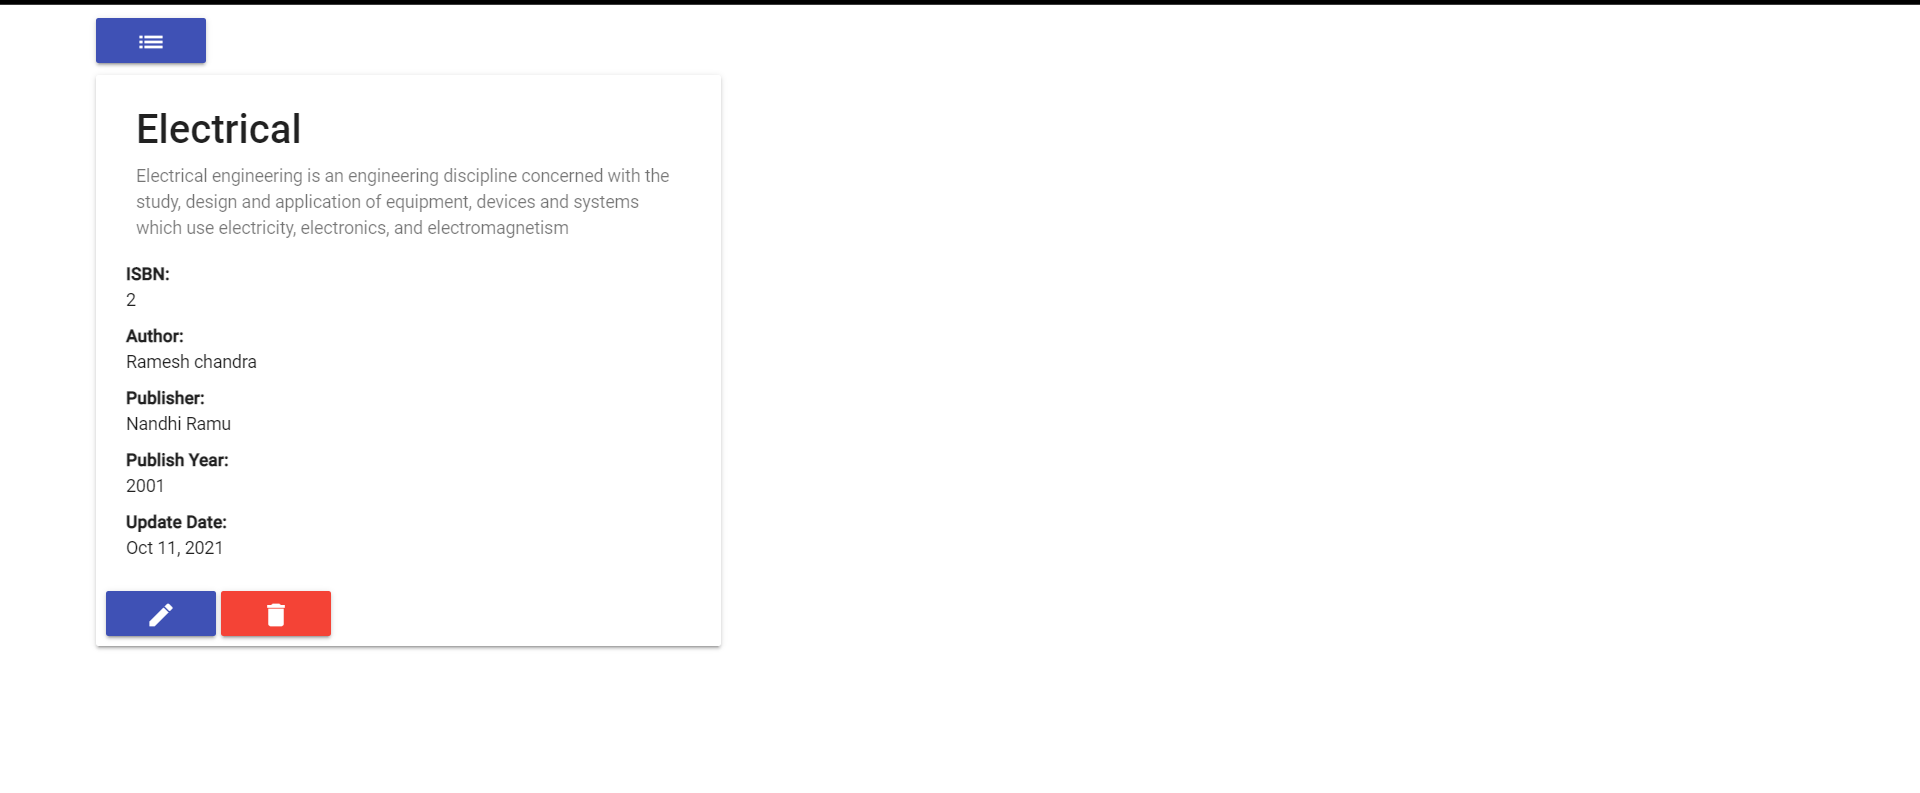 Electrical
Electrical engineering is an engineering discipline concerned with the
study, design and application of equipment, devices and systems
which use electricity, electronics, and electromagnetism
ISBN:
2
Author:
Ramesh chandra
Publisher:
Nandhi Ramu
Publish Year:
2001
Update Date:
Oct 11, 2021